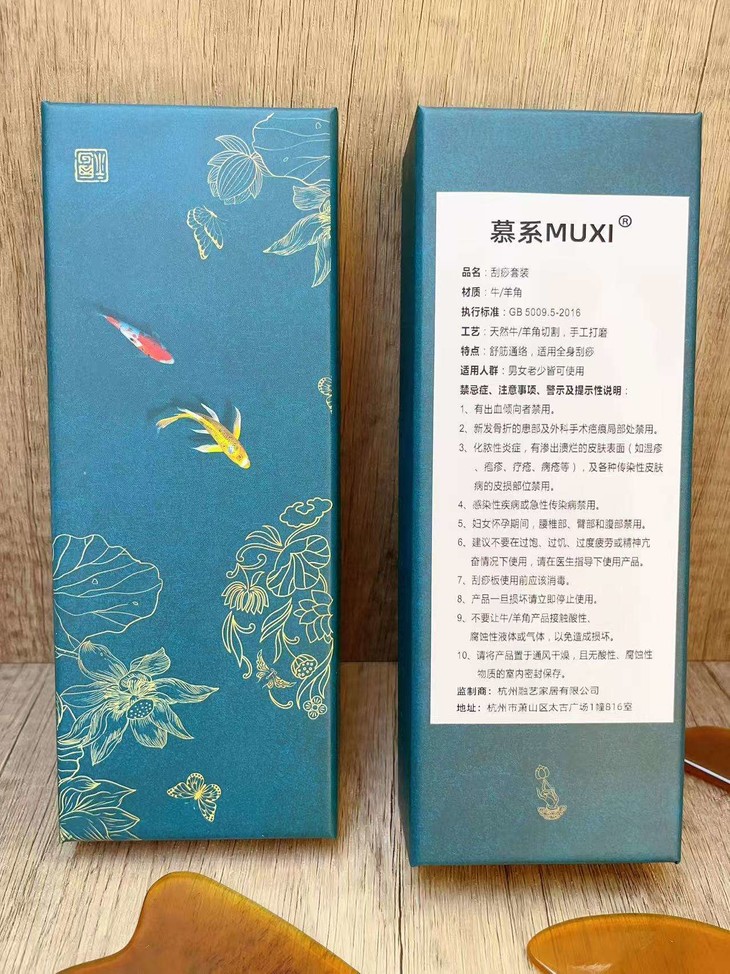 慕系MUXI®
品名：刮痧套装
材质：牛/羊角
执行标准：GB 5009.5-2016
工艺：天然牛/羊角切割，手工打磨
特点：舒筋通络，适用全身刮痧
适用人群：男女老少皆可使用
禁忌症、注意事项、警示及提示性说明：
1、有出血倾向者禁用。
2、新发骨折的患部及外科手术疮痕局部处禁用。
3、化脓性炎症，有渗出溃烂的皮肤表面（如湿疹
、疱疹、疔疮、痈疮等），及各种传染性皮肤
病的皮损部位禁用。
4、感染性疾病或急性传染病禁用。
5、妇女怀孕期间，腰椎部、臀部和腹部禁用。
6、建议不要在过饱、过饥、过度疲劳或精神亢
奋情况下使用，请在医生指导下使用产品。
7、刮痧板使用前应该消毒。
8、产品一旦损坏请立即停止使用。
9、不要让牛/羊角产品接触酸性、
腐蚀性液体或气体，以免造成损坏。
10、请将产品置于通风干燥，且无酸性、腐蚀性
物质的室内密封保存。
监制商：杭州融艺家居有限公司
地址：杭州市萧山区太古广场1幢816室